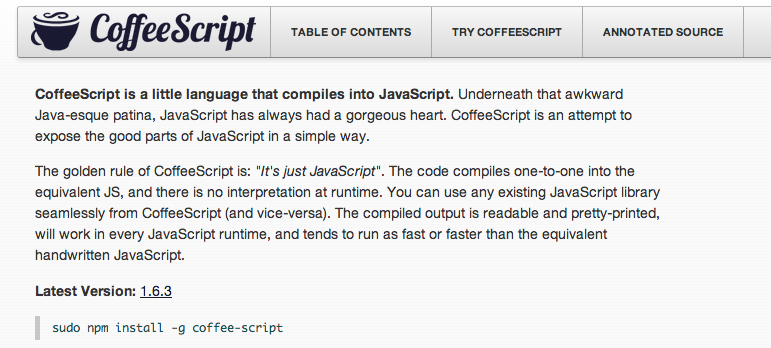 CoffeeScript
TABLE OF CONTENTS
TRY COFFEESCRIPT
ANNOTATED SOURCE
CoffeeScript is a little language that compiles into JavaScript. Underneath that awkward
Java-esque patina, JavaScript has always had a gorgeous heart. CoffeeScript is an attempt to
expose the good parts of JavaScript in a simple way.
The golden rule of CoffeeScript is: "It's just JavaScript". The code compiles one-to-one into the
equivalent JS, and there is no interpretation at runtime. You can use any existing JavaScript library
seamlessly from CoffeeScript (and vice-versa). The compiled output is readable and pretty-printed,
will work in every JavaScript runtime, and tends to run as fast or faster than the equivalent
handwritten JavaScript.
Latest Version: 1.6.3
sudo npm install -g coffee-script